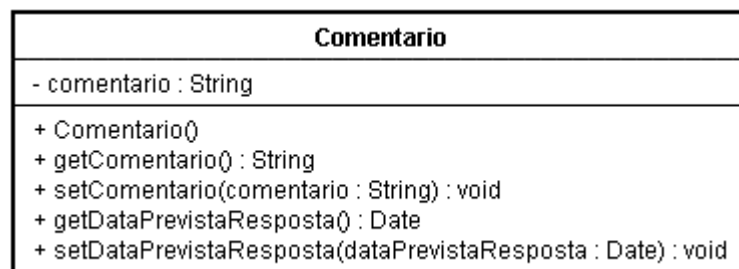 Comentario
- comentario : String
+ Comentario()
+ getComentario() : String
+ setComentario(comentario : String) : void
+ getDataPrevistaResposta() : Date
+ setDataPrevistaResposta(dataPrevistaResposta : Date) : void